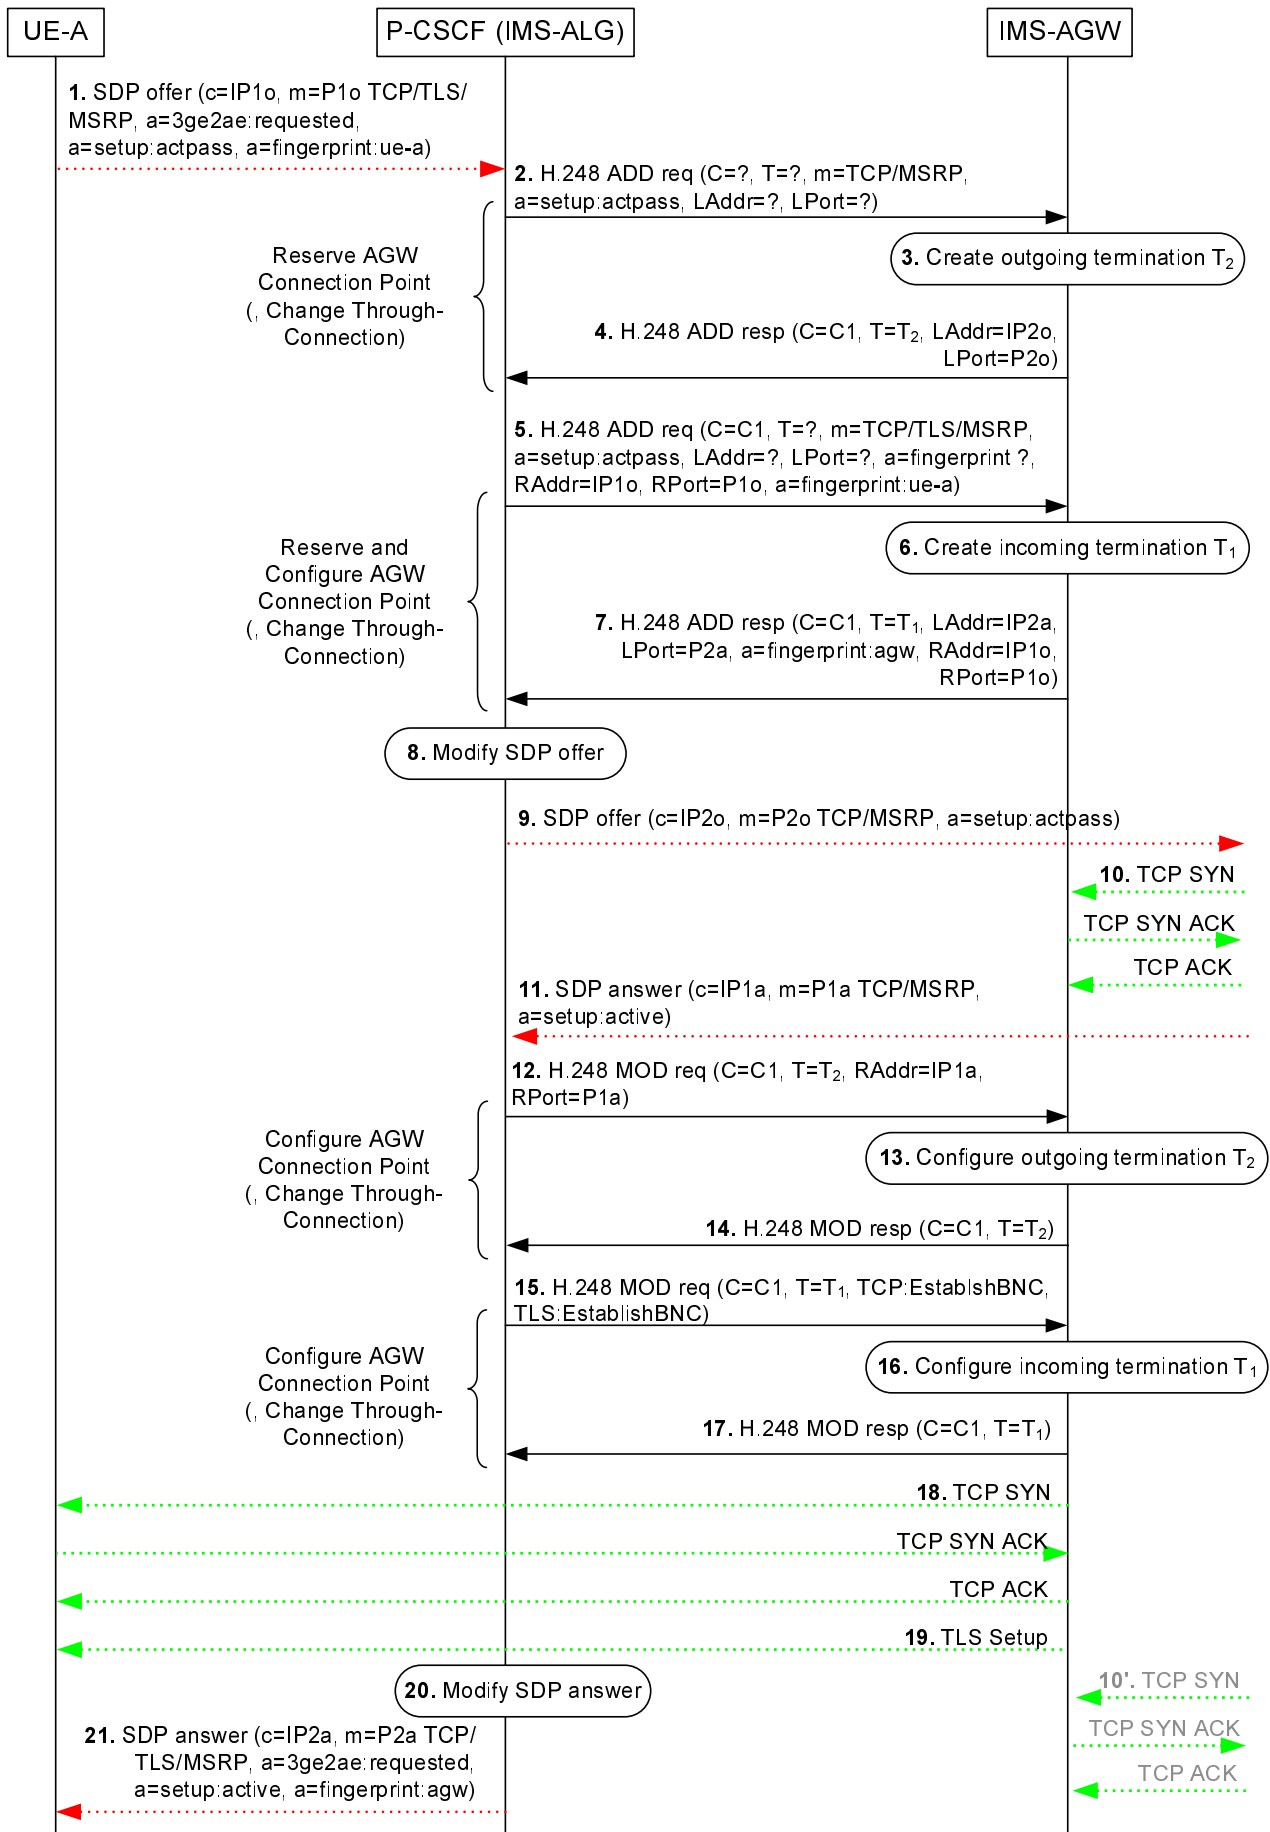 UE-A
P-CSCF (IMS-ALG)
IMS-AGW
1. SDP offer (c=IP1o, m=P1o TCP/TLS/
MSRP, a=3ge2ae:requested,
a=setup:actpass, a=fingerprint:ue-a)
2. H.248 ADD req (C=?, T=?, m=TCP/MSRP,
a=setup:actpass, LAddr=?, LPort=?)
Reserve AGW
Connection Point
(, Change Through-
Connection)
3. Create outgoing termination T2
4. H.248 ADD resp (C=C1, T=T2, LAddr=IP2o,
LPort=P2o)
5. H.248 ADD req (C=C1, T=?, m=TCP/TLS/MSRP,
a=setup:actpass, LAddr=?, LPort=?, a=fingerprint ?,
RAddr=IP1o, RPort=P1o, a=fingerprint:ue-a)
Reserve and
Configure AGW
Connection Point
(, Change Through-
Connection)
6. Create incoming termination T1
7. H.248 ADD resp (C=C1, T=T1, LAddr=IP2a,
LPort=P2a, a=fingerprint:agw, RAddr=IP1o,
RPort=P1o)
8. Modify SDP offer
9. SDP offer (c=IP2o, m=P2o TCP/MSRP, a=setup:actpass)
10. TCP SYN
TCP SYN ACK
TCP ACK
11. SDP answer (c=IP1a, m=P1a TCP/MSRP,
a=setup:active)
12. H.248 MOD req (C=C1, T=T2, RAddr=IP1a,
RPort=P1a)
Configure AGW
Connection Point
(, Change Through-
Connection)
13. Configure outgoing termination T2
14. H.248 MOD resp (C=C1, T=T2)
15. H.248 MOD req (C=C1, T=T1, TCP:EstablshBNC,
TLS:EstablishBNC)
Configure AGW
Connection Point
(, Change Through-
Connection)
16. Configure incoming termination T1
17. H.248 MOD resp (C=C1, T=T1)
18. TCP SYN
TCP SYN ACK
TCP ACK
19. TLS Setup
20. Modify SDP answer
10'. TCP SYN
TCP SYN ACK
TCP ACK
21. SDP answer (c=IP2a, m=P2a TCP/
TLS/MSRP, a=3ge2ae:requested,
a=setup:active, a=fingerprint:agw)